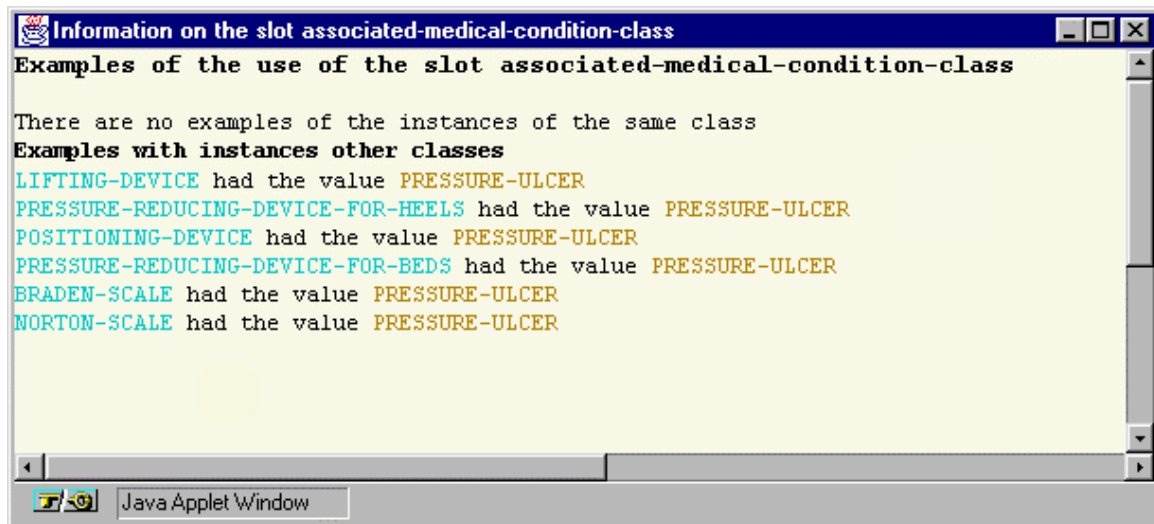 Information on the slot associated-medical-condition-class
Examples of the use of the slot associated-medical-condition-class
There are no examples of the instances of the same class
Examples with instances other classes
LIFTING-DEVICE had the value PRESSURE-ULCER
PRESSURE-REDUCING-DEVICE-FOR-HEELS had the value PRESSURE-ULCER
POSITIONING-DEVICE had the value PRESSURE-ULCER
PRESSURE-REDUCING-DEVICE-FOR-BEDS had the value PRESSURE-ULCER
BRADEN-SCALE had the value PRESSURE-ULCER
NORTON-SCALE had the value PRESSURE-ULCER
Java Applet Window